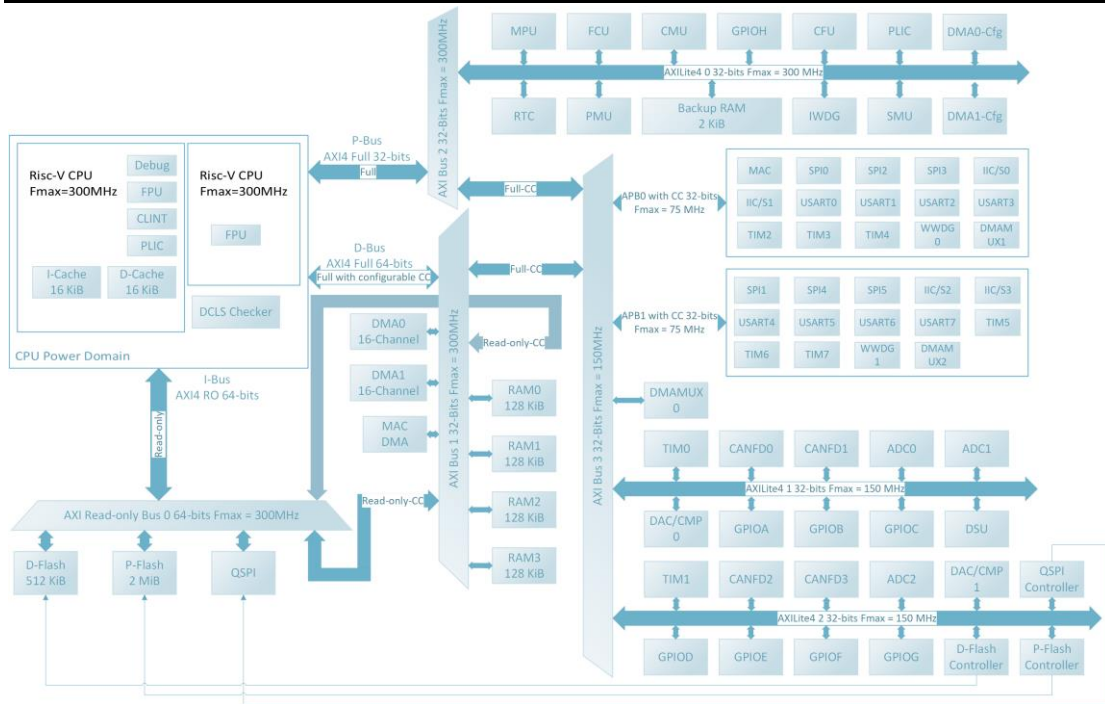 MPU
FCU
CMU
GPIOH
CFU
PLIC
DMA0-Cfg
AXILite4 0 32-bits Fmax = 300 MHz
RTC
PMU
Backup RAM
2 KiB
IWDG
SMU
DMA1-Cfg
AXI Bus 2 32-Bits Fmax = 300MHz
P-Bus
AXI4 Full 32-bits
Full
Risc-V CPU
Fmax=300MHz
Debug
FPU
CLINT
PLIC
I-Cache
16 KiB
D-Cache
16 KiB
Risc-V CPU
Fmax=300MHz
FPU
DCLS Checker
CPU Power Domain
D-Bus
AXI4 Full 64-bits
Full with configurable CC
Full-CC
Full-CC
APB0 with CC 32-bits
Fmax = 75 MHz
MAC
SPI0
SPI2
SPI3
IIC/S0
IIC/S1
USART0
USART1
USART2
USART3
TIM2
TIM3
TIM4
WWDG
0
DMAM
UX1
APB1 with CC 32-bits
Fmax = 75 MHz
SPI1
SPI4
SPI5
IIC/S2
IIC/S3
USART4
USART5
USART6
USART7
TIM5
TIM6
TIM7
WWDG
1
DMAM
UX2
DMA0
16-Channel
DMA1
16-Channel
MAC
DMA
Read-only-CC
AXI Bus 1 32-Bits Fmax = 300MHz
RAM0
128 KiB
RAM1
128 KiB
RAM2
128 KiB
RAM3
128 KiB
AXI Bus 3 32-Bits Fmax = 150MHz
DMAMUX
0
I-Bus
AXI4 RO 64-bits
Read-only
Read-only-CC
AXI Read-only Bus 0 64-bits Fmax = 300MHz
D-Flash
512 KiB
P-Flash
2 MiB
QSPI
TIM0
CANFD0
CANFD1
ADC0
ADC1
AXILite4 1 32-bits Fmax = 150 MHz
DAC/CMP
0
GPIOA
GPIOB
GPIOC
DSU
TIM1
CANFD2
CANFD3
ADC2
DAC/CMP
1
QSPI
Controller
AXILite4 2 32-bits Fmax = 150 MHz
GPIOD
GPIOE
GPIOF
GPIOG
D-Flash
Controller
P-Flash
Controller